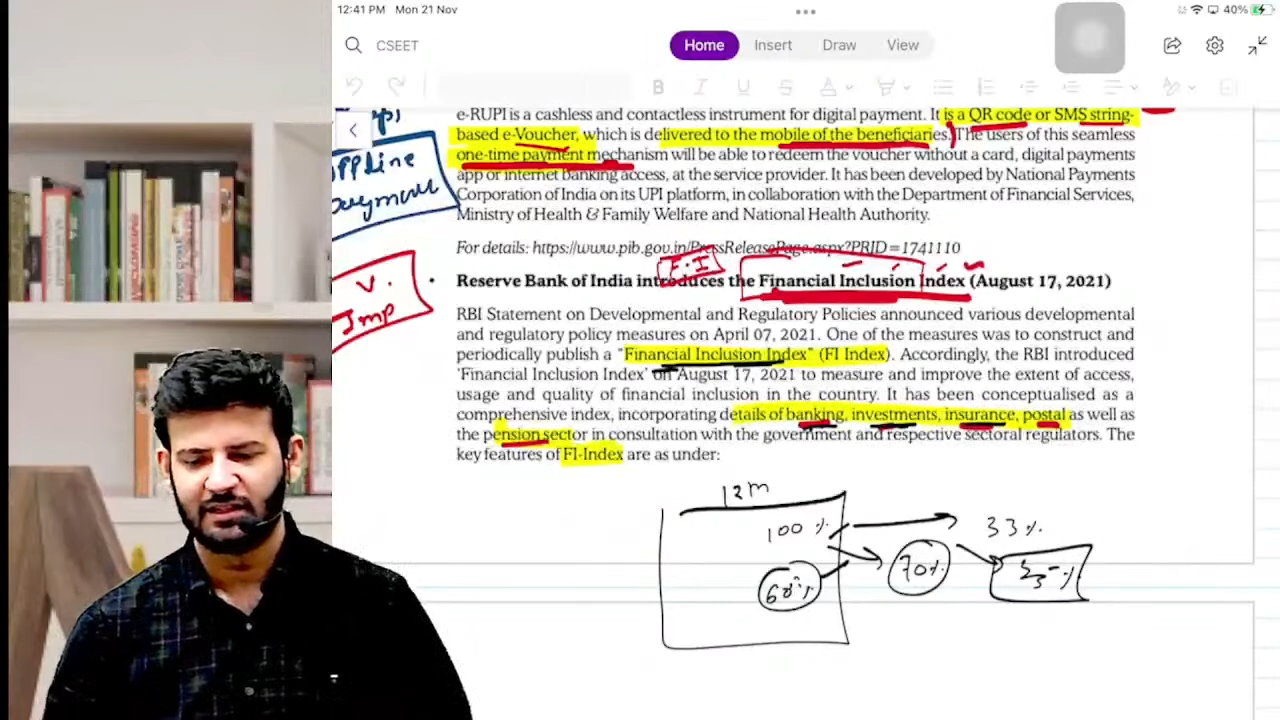 12:41 PM Mon 21 Nov
40%
CSEET
Home Insert Draw View
e-RUPI is a cashless and contactless instrument for digital payment. It is a QR code or SMS string-
based e-Voucher, which is delivered to the mobile of the beneficiaries. The users of this seamless
one-time payment mechanism will be able to redeem the voucher without a card, digital payments
app or internet banking access, at the service provider. It has been developed by National Payments
Corporation of India on its UPI platform, in collaboration with the Department of Financial Services,
Ministry of Health & Family Welfare and National Health Authority.
For details: https://www.pib.gov.in/PressReleasePage.aspx?PRID=1741110
F.I
• Reserve Bank of India introduces the Financial Inclusion Index (August 17, 2021)
V.
Imp
RBI Statement on Developmental and Regulatory Policies announced various developmental
and regulatory policy measures on April 07, 2021. One of the measures was to construct and
periodically publish a "Financial Inclusion Index" (FI Index). Accordingly, the RBI introduced
'Financial Inclusion Index' on August 17, 2021 to measure and improve the extent of access,
usage and quality of financial inclusion in the country. It has been conceptualised as a
comprehensive index, incorporating details of banking, investments, insurance, postal as well as
the pension sector in consultation with the government and respective sectoral regulators. The
key features of FI-Index are as under:
12m
100% 33%
70%